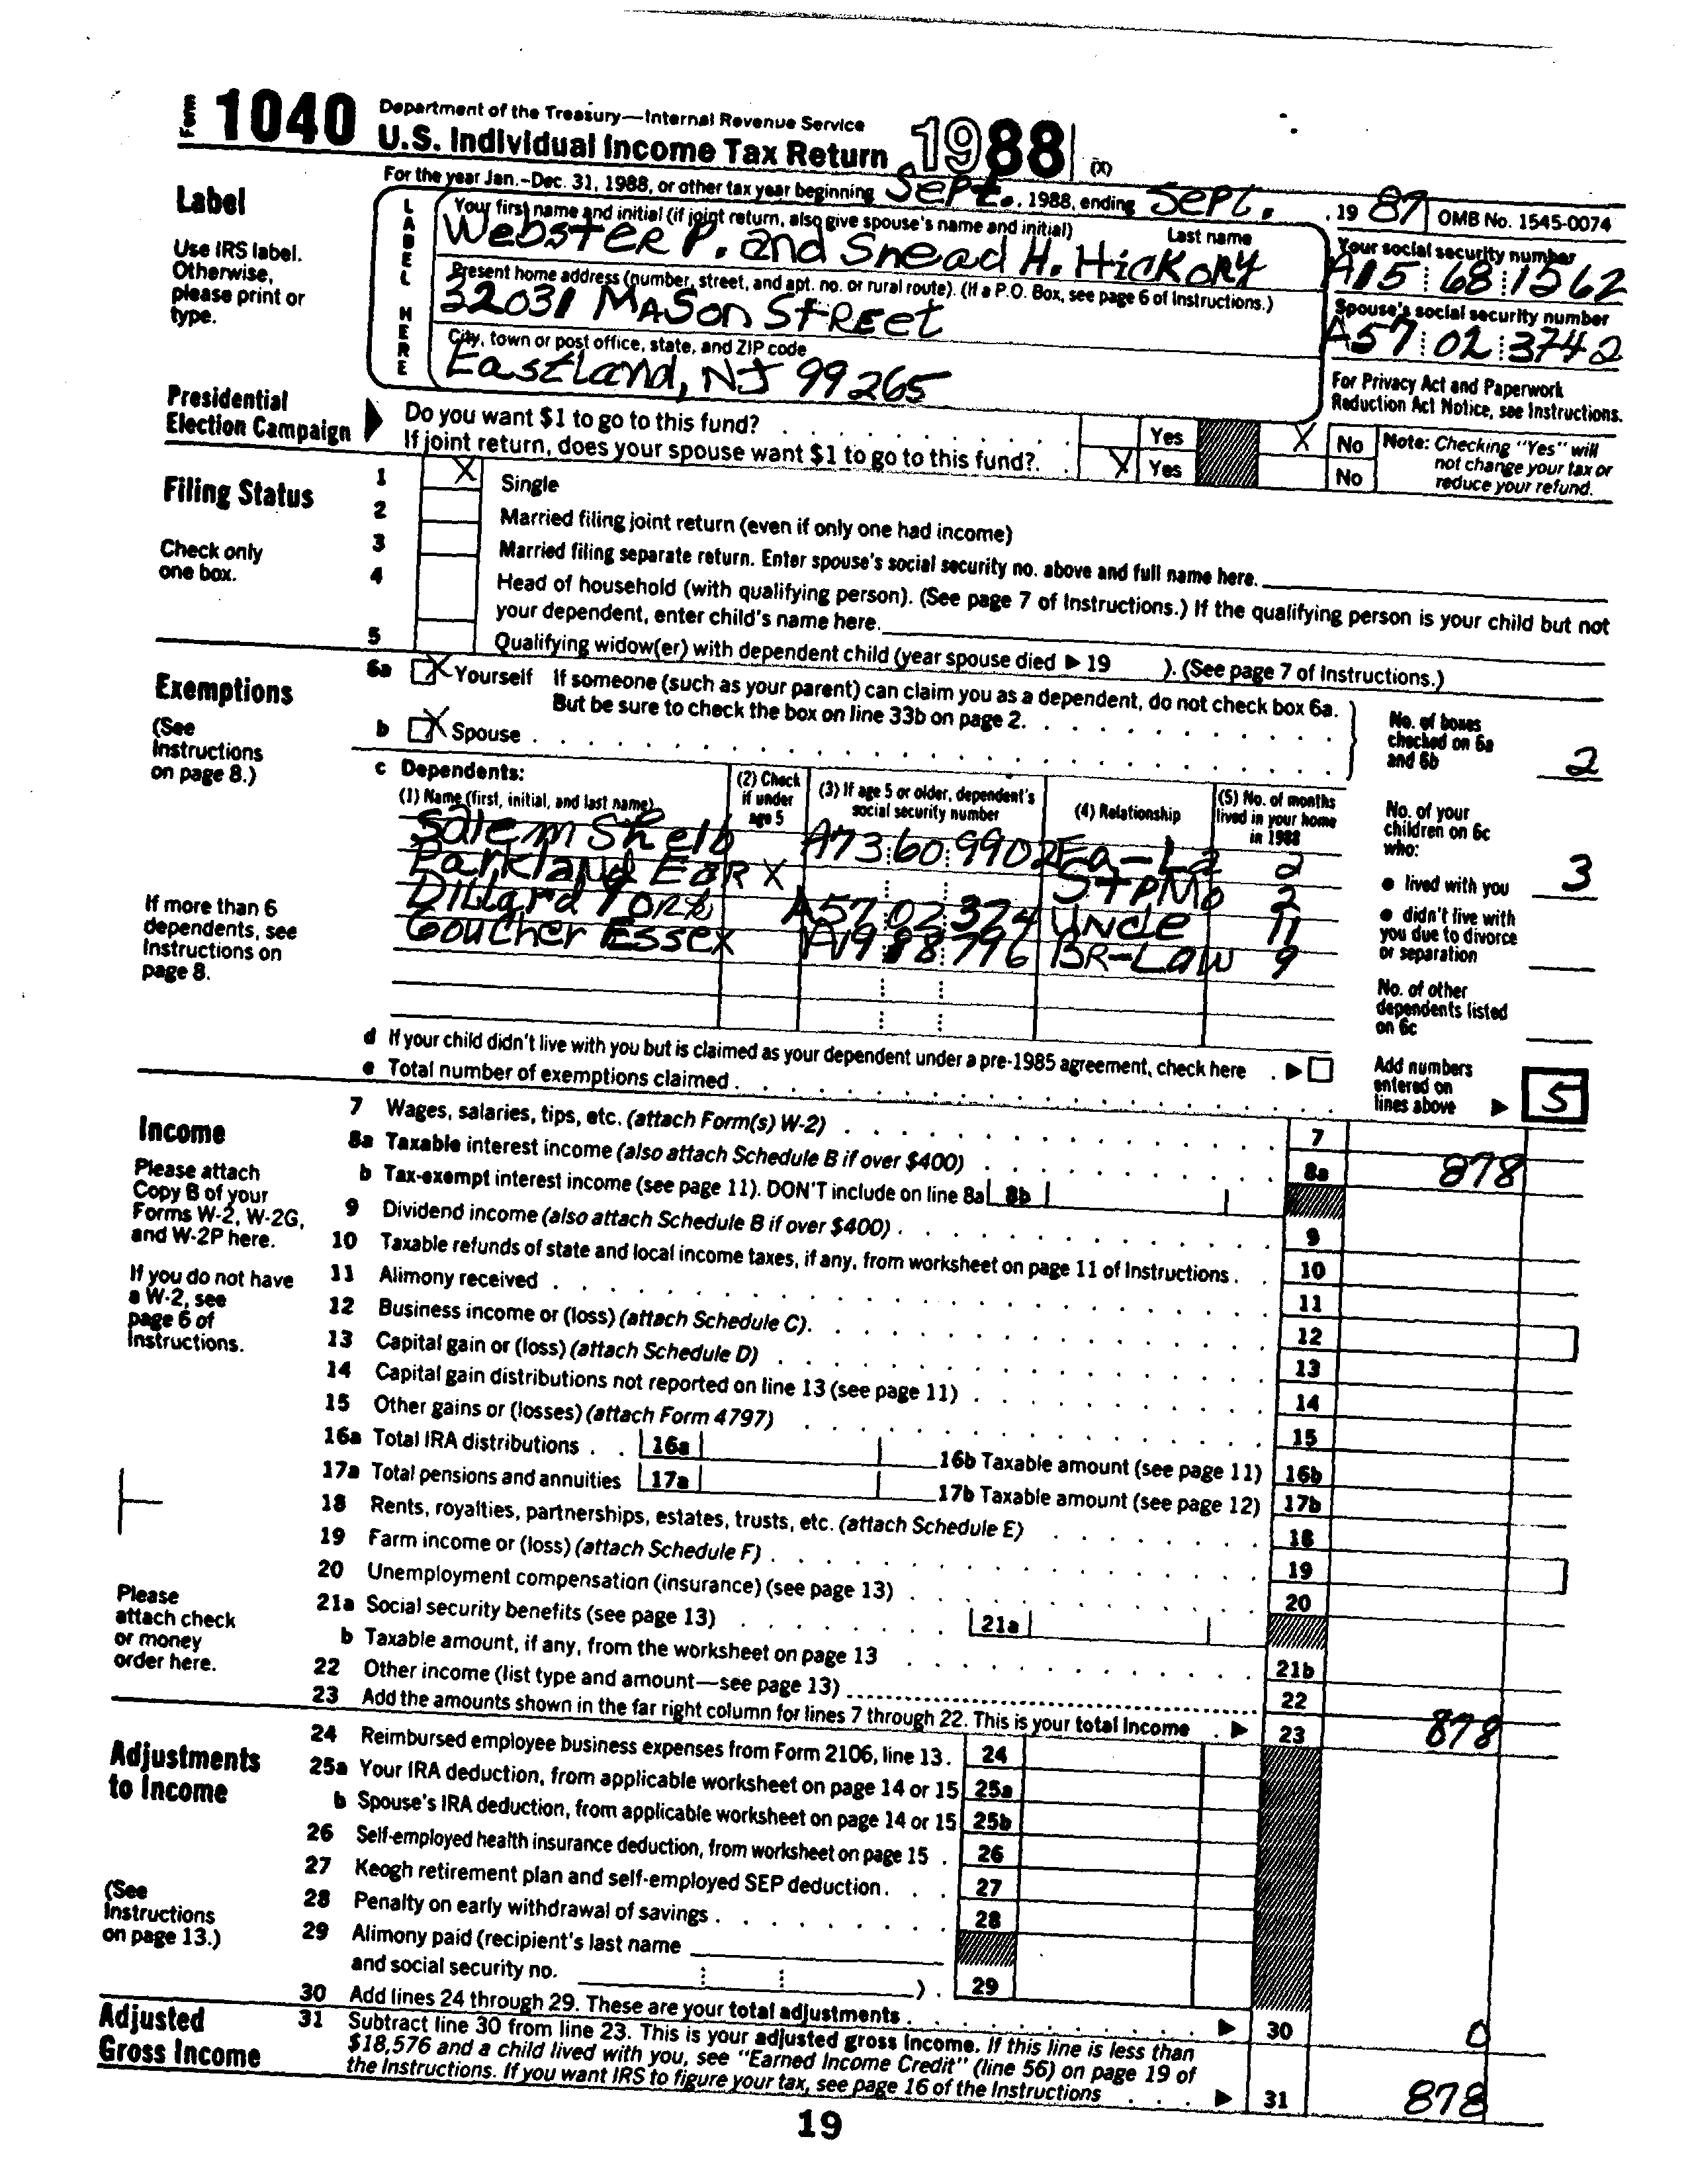 Form 1040 Department of the Treasury—Internal Revenue Service
U.S. Individual Income Tax Return 1988 (X)
For the year Jan.–Dec. 31, 1988, or other tax year beginning Sept., 1988, ending Sept. , 19 87 OMB No. 1545-0074
Label
Use IRS label.
Otherwise,
please print or
type.
LABEL HERE
Your first name and initial (if joint return, also give spouse's name and initial) Last name
Webster P. and Snead H. Hickory
Your social security number
A15 68 1562
Present home address (number, street, and apt. no. or rural route). (If a P.O. Box, see page 6 of Instructions.)
32031 Mason Street
Spouse's social security number
A57 02 3742
City, town or post office, state, and ZIP code
Eastland, NJ 99265
For Privacy Act and Paperwork
Reduction Act Notice, see Instructions.
Presidential
Election Campaign
Do you want $1 to go to this fund? Yes X No
If joint return, does your spouse want $1 to go to this fund? X Yes No
Note: Checking "Yes" will
not change your tax or
reduce your refund.
Filing Status
Check only
one box.
1 X Single
2 Married filing joint return (even if only one had income)
3 Married filing separate return. Enter spouse's social security no. above and full name here.
4 Head of household (with qualifying person). (See page 7 of Instructions.) If the qualifying person is your child but not
your dependent, enter child's name here.
5 Qualifying widow(er) with dependent child (year spouse died ▶ 19 ). (See page 7 of Instructions.)
Exemptions
(See
Instructions
on page 8.)
6a X Yourself If someone (such as your parent) can claim you as a dependent, do not check box 6a.
But be sure to check the box on line 33b on page 2.
b X Spouse
No. of boxes
checked on 6a
and 6b 2
c Dependents:
(1) Name (first, initial, and last name)
(2) Check
if under
age 5
(3) If age 5 or older, dependent's
social security number
(4) Relationship
(5) No. of months
lived in your home
in 1988
Salem Shelb A73 60 9902 Fa-La 2
Parkland Ear X StpMo 2
Dillard York A57 02 374 Uncle 11
Goucher Essex 796 BR-Law 9
If more than 6
dependents, see
Instructions on
page 8.
No. of your
children on 6c
who:
● lived with you 3
● didn't live with
you due to divorce
or separation
No. of other
dependents listed
on 6c
d If your child didn't live with you but is claimed as your dependent under a pre-1985 agreement, check here ▶
e Total number of exemptions claimed
Add numbers
entered on
lines above ▶ 5
Income
Please attach
Copy B of your
Forms W-2, W-2G,
and W-2P here.
If you do not have
a W-2, see
page 6 of
Instructions.
Please
attach check
or money
order here.
7 Wages, salaries, tips, etc. (attach Form(s) W-2) 7
8a Taxable interest income (also attach Schedule B if over $400) 8a 878
b Tax-exempt interest income (see page 11). DON'T include on line 8a 8b
9 Dividend income (also attach Schedule B if over $400) 9
10 Taxable refunds of state and local income taxes, if any, from worksheet on page 11 of Instructions 10
11 Alimony received 11
12 Business income or (loss) (attach Schedule C) 12
13 Capital gain or (loss) (attach Schedule D) 13
14 Capital gain distributions not reported on line 13 (see page 11) 14
15 Other gains or (losses) (attach Form 4797) 15
16a Total IRA distributions 16a 16b Taxable amount (see page 11) 16b
17a Total pensions and annuities 17a 17b Taxable amount (see page 12) 17b
18 Rents, royalties, partnerships, estates, trusts, etc. (attach Schedule E) 18
19 Farm income or (loss) (attach Schedule F) 19
20 Unemployment compensation (insurance) (see page 13) 20
21a Social security benefits (see page 13) 21a
b Taxable amount, if any, from the worksheet on page 13 21b
22 Other income (list type and amount—see page 13) 22
23 Add the amounts shown in the far right column for lines 7 through 22. This is your total income ▶ 23 878
Adjustments
to Income
(See
Instructions
on page 13.)
24 Reimbursed employee business expenses from Form 2106, line 13. 24
25a Your IRA deduction, from applicable worksheet on page 14 or 15 25a
b Spouse's IRA deduction, from applicable worksheet on page 14 or 15 25b
26 Self-employed health insurance deduction, from worksheet on page 15 26
27 Keogh retirement plan and self-employed SEP deduction 27
28 Penalty on early withdrawal of savings 28
29 Alimony paid (recipient's last name
and social security no. ) 29
30 Add lines 24 through 29. These are your total adjustments ▶ 30 0
Adjusted
Gross Income
31 Subtract line 30 from line 23. This is your adjusted gross income. If this line is less than
$18,576 and a child lived with you, see "Earned Income Credit" (line 56) on page 19 of
the Instructions. If you want IRS to figure your tax, see page 16 of the Instructions ▶ 31 878
19